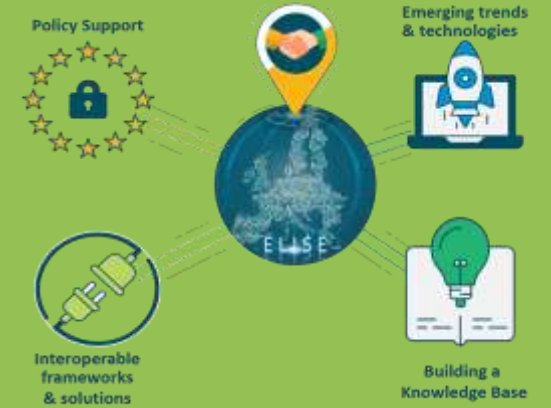 Policy Support
Emerging trends
& technologies
ELISE
Interoperable
frameworks
& solutions
Building a
Knowledge Base